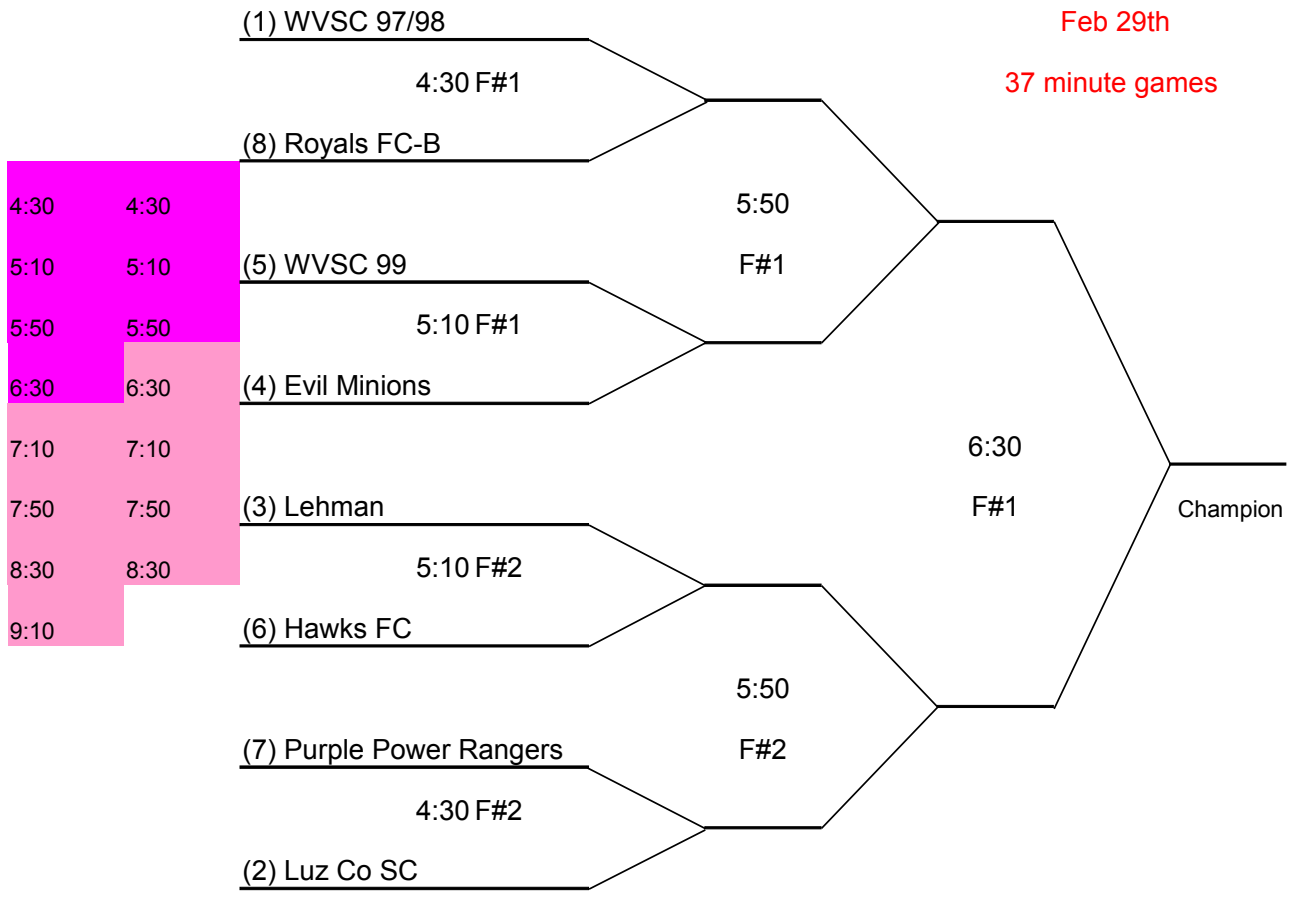 (1) WVSC 97/98
Feb 29th
4:30 F#1
37 minute games
(8) Royals FC-B
4:30 4:30
5:50
5:10 5:10
(5) WVSC 99
F#1
5:50 5:50
5:10 F#1
6:30 6:30
(4) Evil Minions
7:10 7:10
6:30
7:50 7:50
(3) Lehman
F#1
Champion
8:30 8:30
5:10 F#2
9:10
(6) Hawks FC
5:50
(7) Purple Power Rangers
F#2
4:30 F#2
(2) Luz Co SC